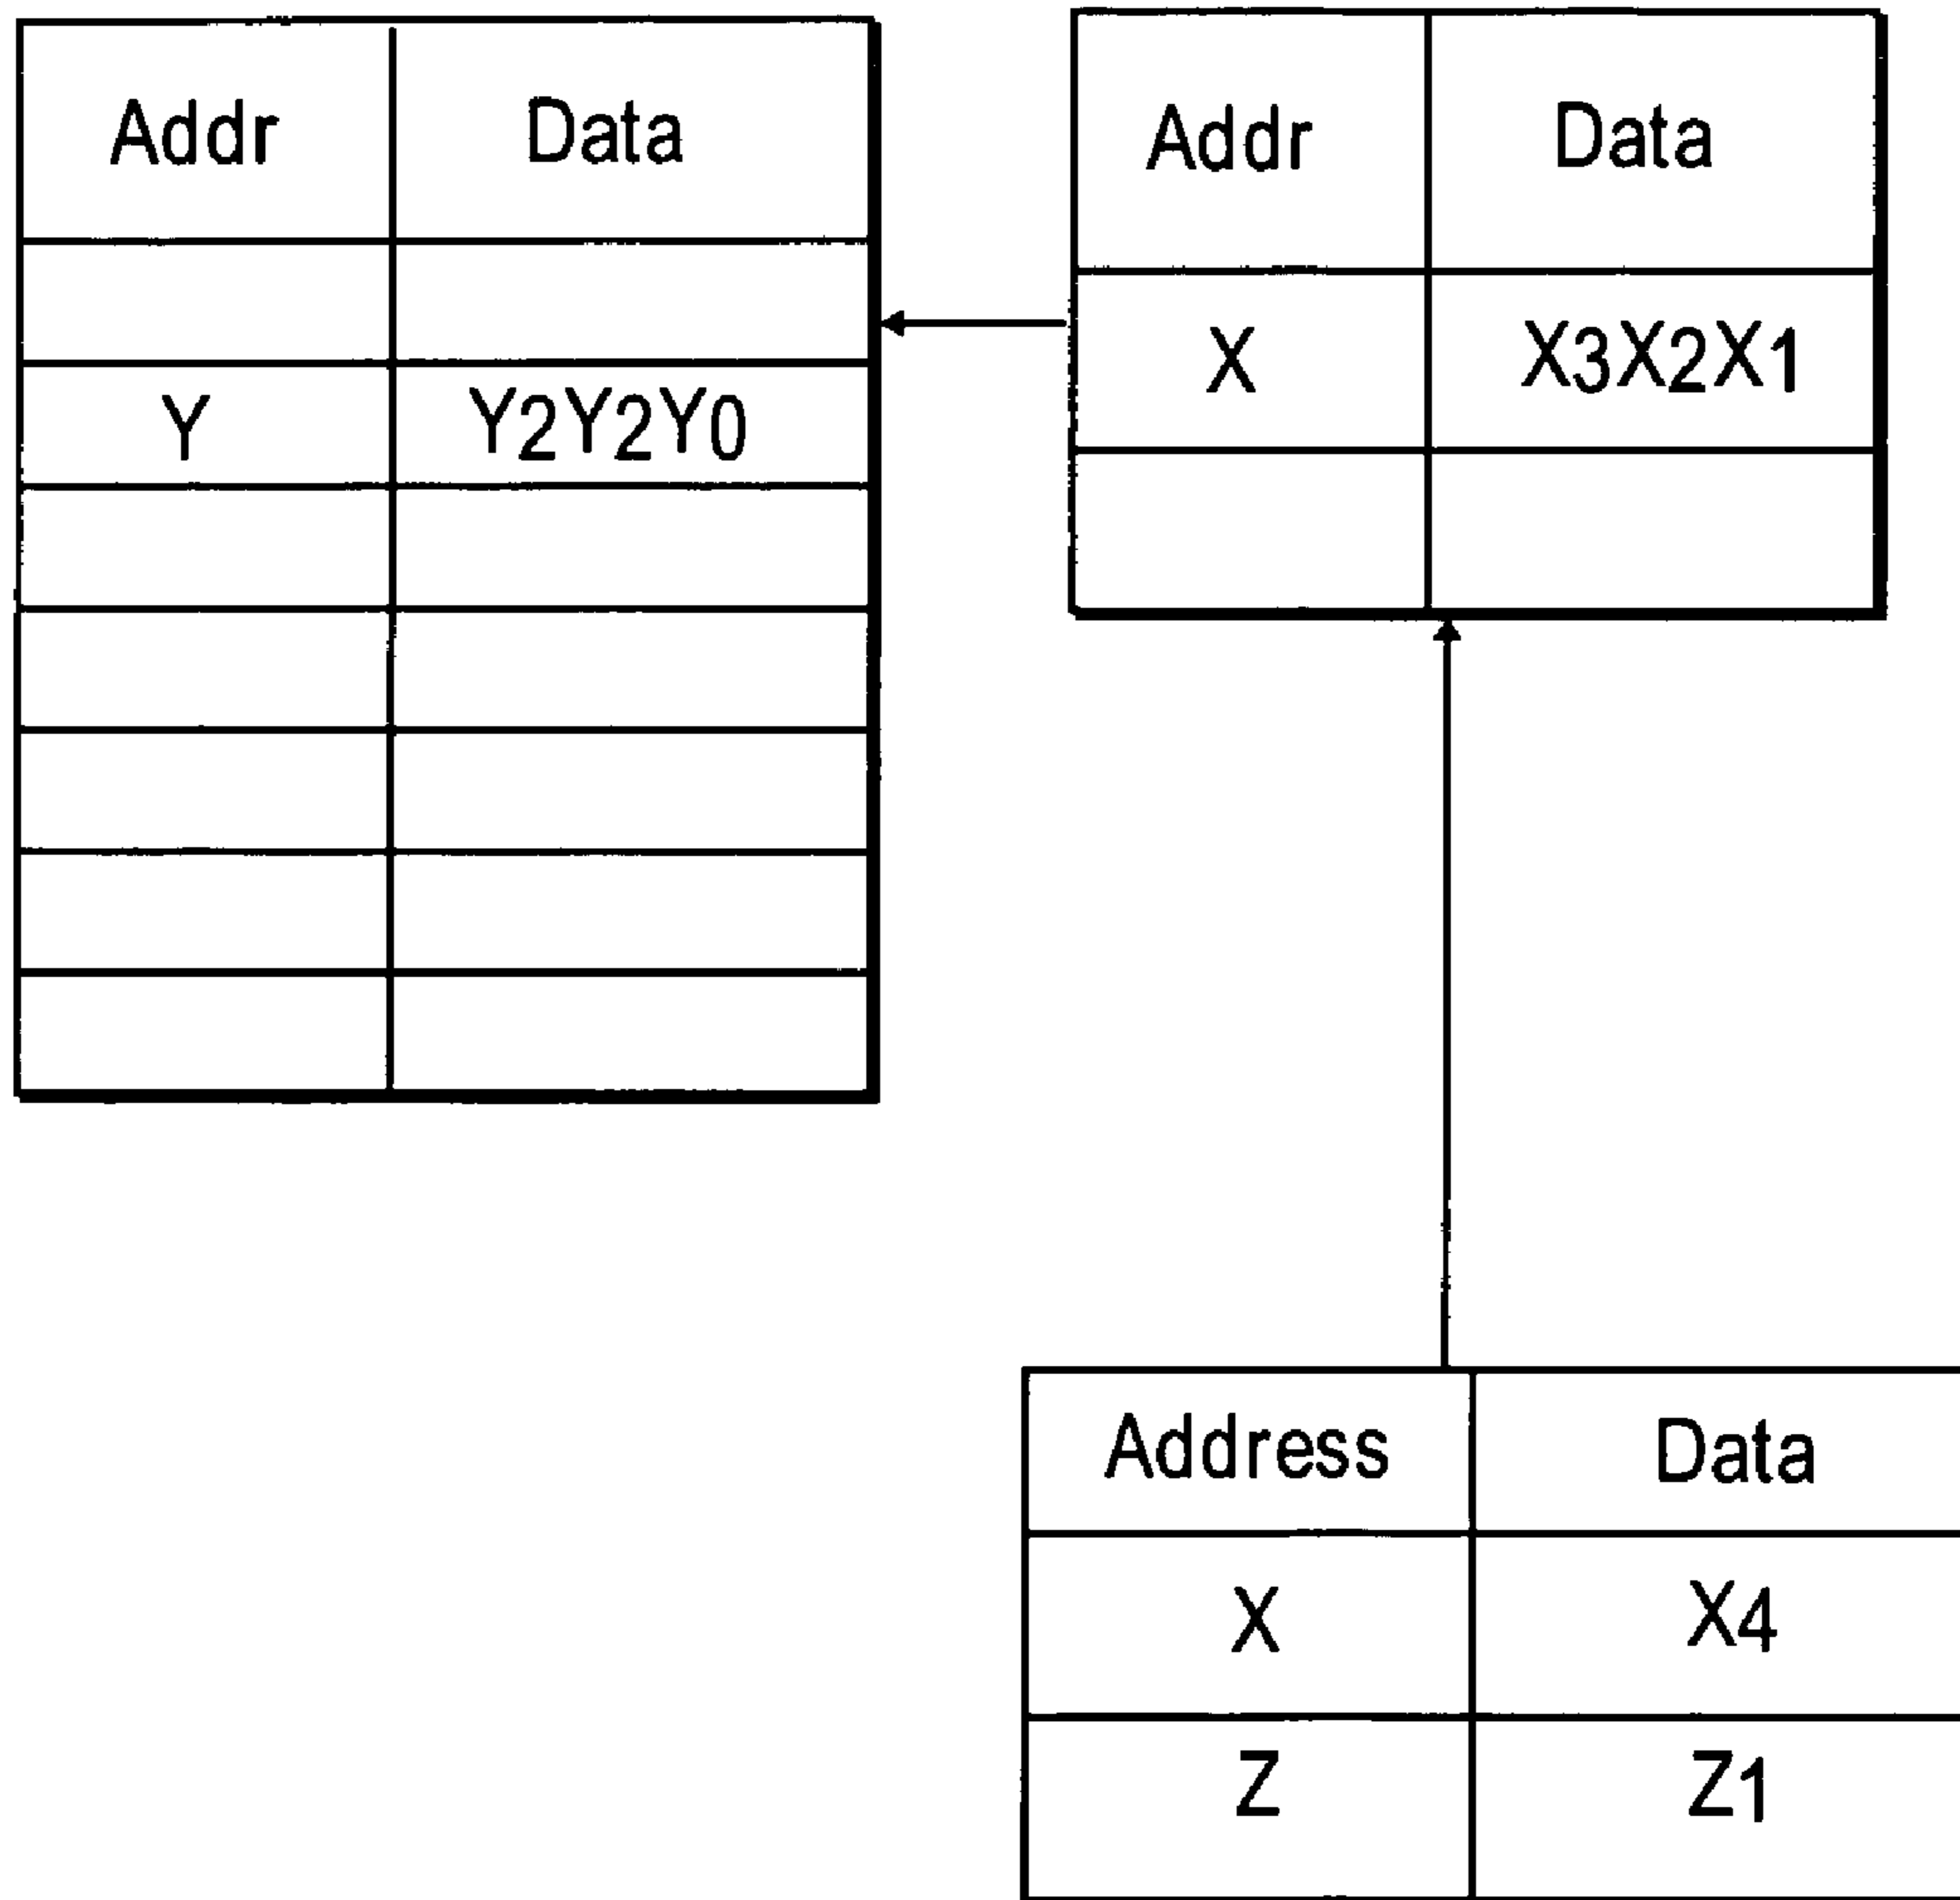 Addr Data
Y Y2Y2Y0
Addr Data
X X3X2X1
Address Data
X X4
Z Z1